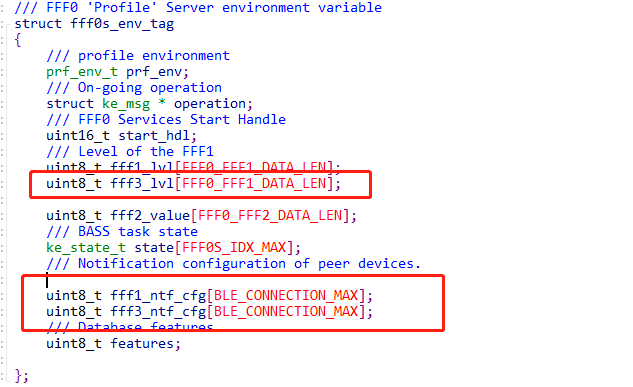 /// FFF0 'Profile' Server environment variable
struct fff0s_env_tag
{
/// profile environment
prf_env_t prf_env;
/// On-going operation
struct ke_msg * operation;
/// FFF0 Services Start Handle
uint16_t start_hdl;
/// Level of the FFF1
uint8_t fff1_lvl[FFF0_FFF1_DATA_LEN];
uint8_t fff3_lvl[FFF0_FFF1_DATA_LEN];
uint8_t fff2_value[FFF0_FFF2_DATA_LEN];
/// BASS task state
ke_state_t state[FFF0S_IDX_MAX];
/// Notification configuration of peer devices.
uint8_t fff1_ntf_cfg[BLE_CONNECTION_MAX];
uint8_t fff3_ntf_cfg[BLE_CONNECTION_MAX];
/// Database features
uint8_t features;
};